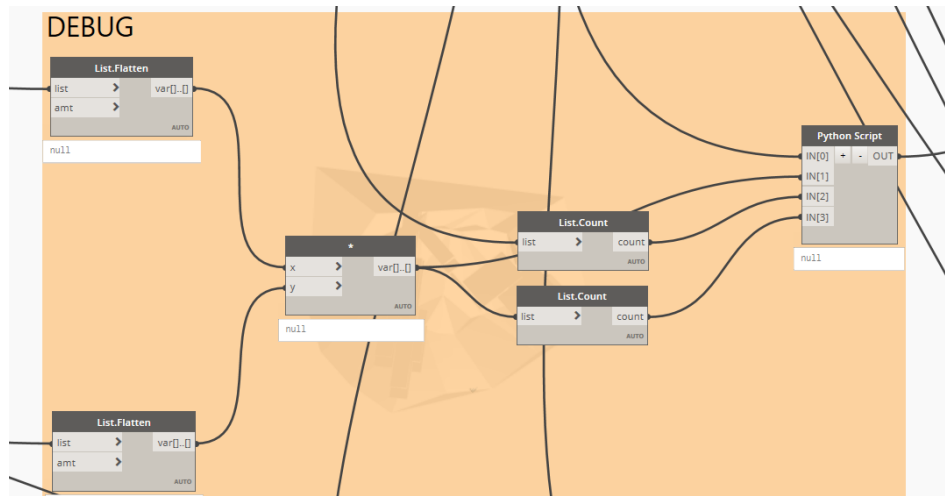 DEBUG
List.Flatten
list > var[]..[]
amt >
AUTO
null
Python Script
IN[0] + - OUT
IN[1]
IN[2]
IN[3]
null
List.Count
list > count
AUTO
*
x > var[]..[]
y >
AUTO
null
List.Count
list > count
AUTO
List.Flatten
list > var[]..[]
amt >
AUTO